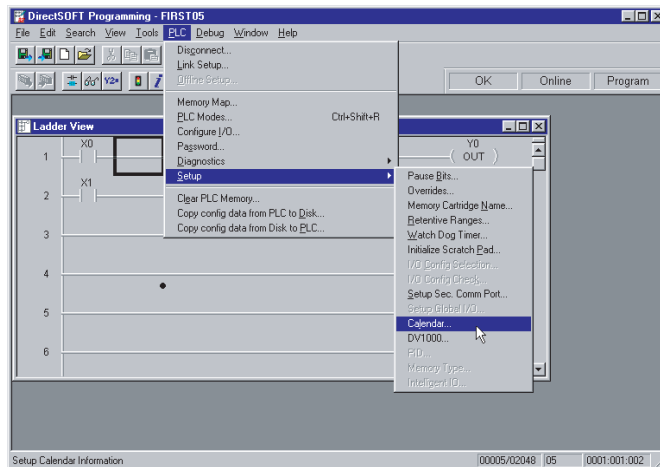 DirectSOFT Programming - FIRST05
File Edit Search View Tools PLC Debug Window Help
Disconnect...
Link Setup...
Offline Setup...
Memory Map...
PLC Modes... Ctrl+Shift+R
Configure I/O...
Password...
Diagnostics
Setup
Clear PLC Memory...
Copy config data from PLC to Disk...
Copy config data from Disk to PLC...
OK Online Program
Ladder View
X0 Y0
1 OUT
X1
2
3
4
5
6
Pause Bits...
Overrides...
Memory Cartridge Name...
Retentive Ranges...
Watch Dog Timer...
Initialize Scratch Pad...
I/O Config Selection...
I/O Config Check...
Setup Sec. Comm Port...
Setup Global I/O...
Calendar...
DV1000...
PID...
Memory Type...
Intelligent IO...
Setup Calendar Information 00005/02048 05 0001:001:002